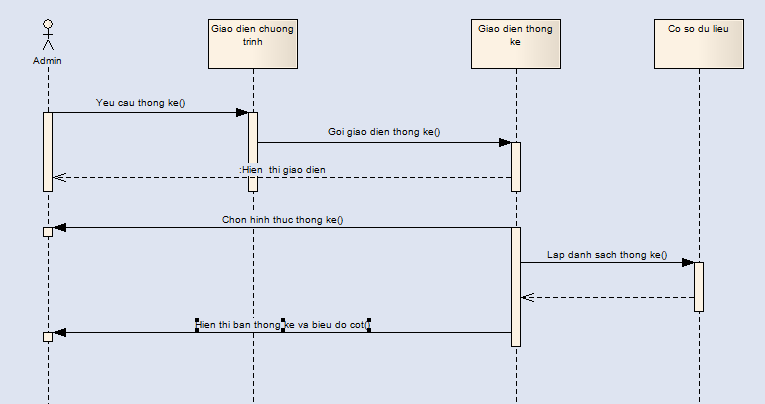 Giao dien chuong
trinh
Giao dien thong
ke
Co so du lieu
Admin
Yeu cau thong ke()
Goi giao dien thong ke()
:Hien thi giao dien
Chon hinh thuc thong ke()
Lap danh sach thong ke()
Hien thi ban thong ke va bieu do cot()